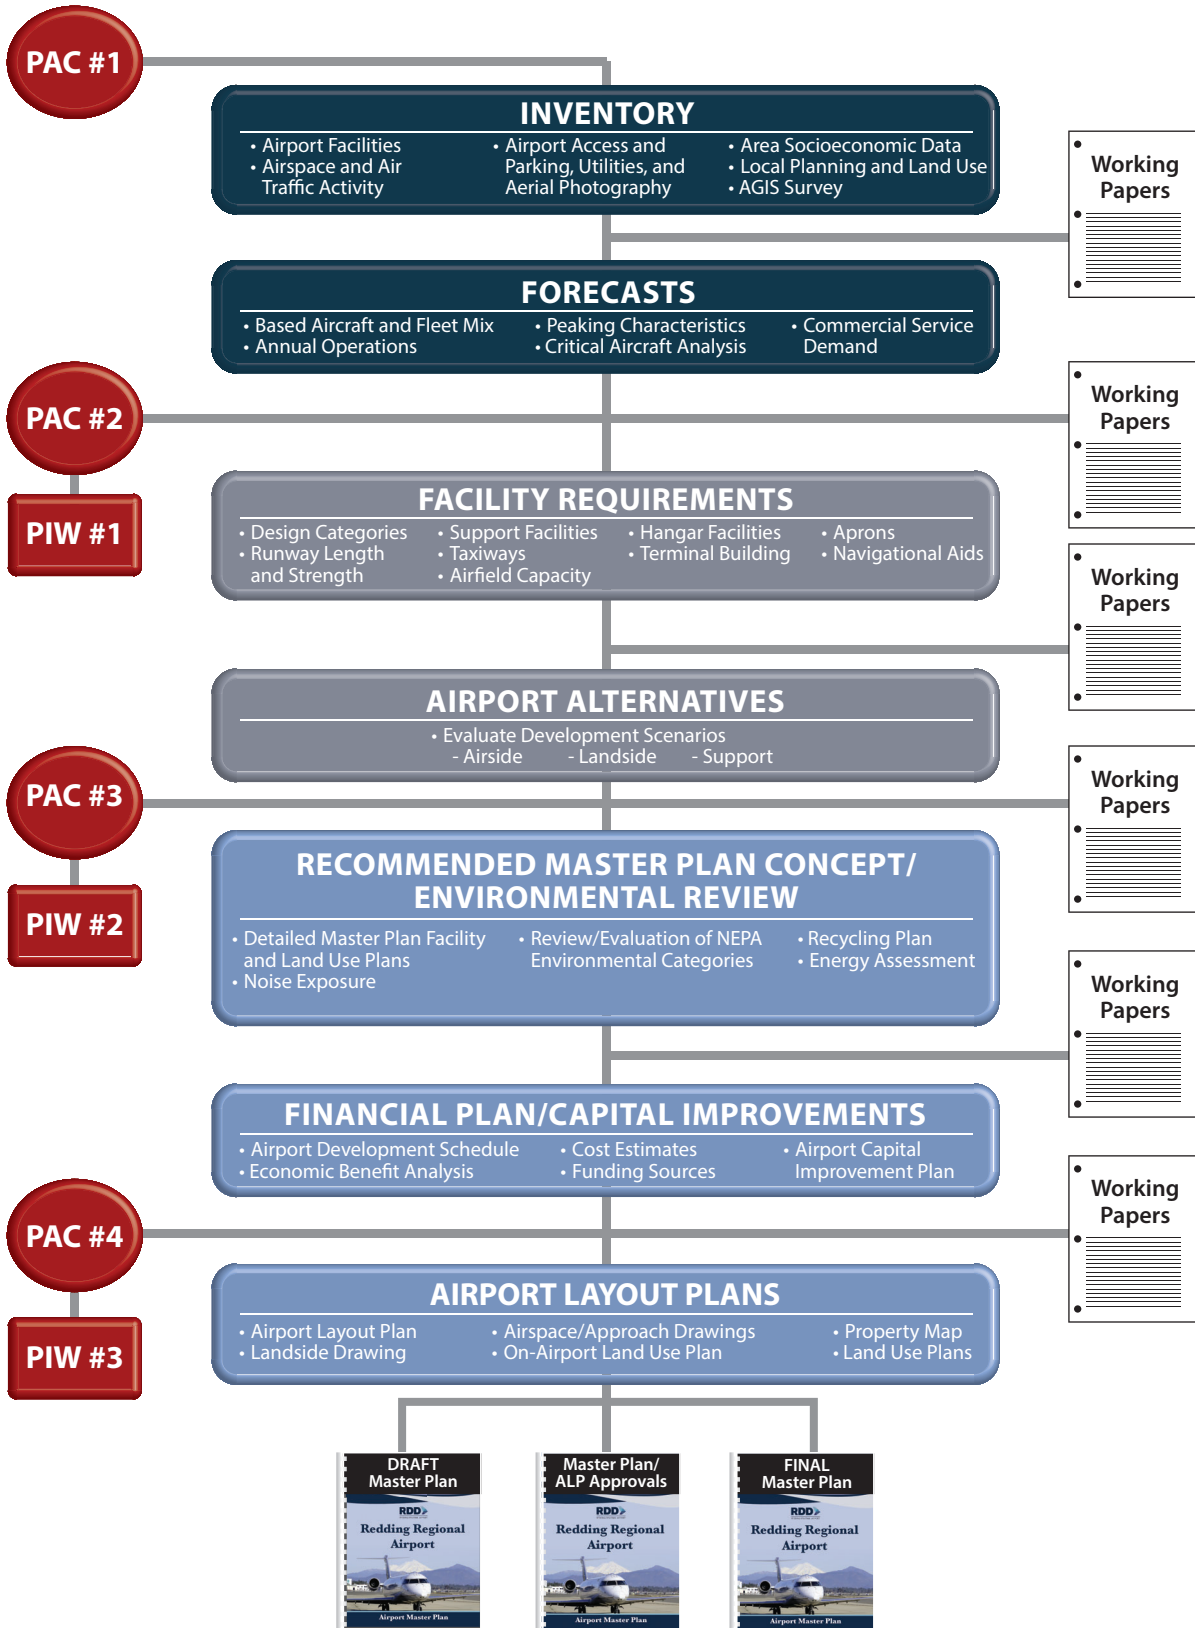 PAC #1
INVENTORY
• Airport Facilities
• Airspace and Air
Traffic Activity
• Airport Access and
Parking, Utilities, and
Aerial Photography
• Area Socioeconomic Data
• Local Planning and Land Use
• AGIS Survey
Working
Papers
FORECASTS
• Based Aircraft and Fleet Mix
• Annual Operations
• Peaking Characteristics
• Critical Aircraft Analysis
• Commercial Service
Demand
PAC #2
Working
Papers
PIW #1
FACILITY REQUIREMENTS
• Design Categories
• Runway Length
and Strength
• Support Facilities
• Taxiways
• Airfield Capacity
• Hangar Facilities
• Terminal Building
• Aprons
• Navigational Aids
Working
Papers
AIRPORT ALTERNATIVES
• Evaluate Development Scenarios
- Airside - Landside - Support
PAC #3
Working
Papers
PIW #2
RECOMMENDED MASTER PLAN CONCEPT/
ENVIRONMENTAL REVIEW
• Detailed Master Plan Facility
and Land Use Plans
• Noise Exposure
• Review/Evaluation of NEPA
Environmental Categories
• Recycling Plan
• Energy Assessment
Working
Papers
FINANCIAL PLAN/CAPITAL IMPROVEMENTS
• Airport Development Schedule
• Economic Benefit Analysis
• Cost Estimates
• Funding Sources
• Airport Capital
Improvement Plan
PAC #4
Working
Papers
PIW #3
AIRPORT LAYOUT PLANS
• Airport Layout Plan
• Landside Drawing
• Airspace/Approach Drawings
• On-Airport Land Use Plan
• Property Map
• Land Use Plans
DRAFT
Master Plan
RDD
Redding Regional
Airport
Airport Master Plan
Master Plan/
ALP Approvals
RDD
Redding Regional
Airport
Airport Master Plan
FINAL
Master Plan
RDD
Redding Regional
Airport
Airport Master Plan